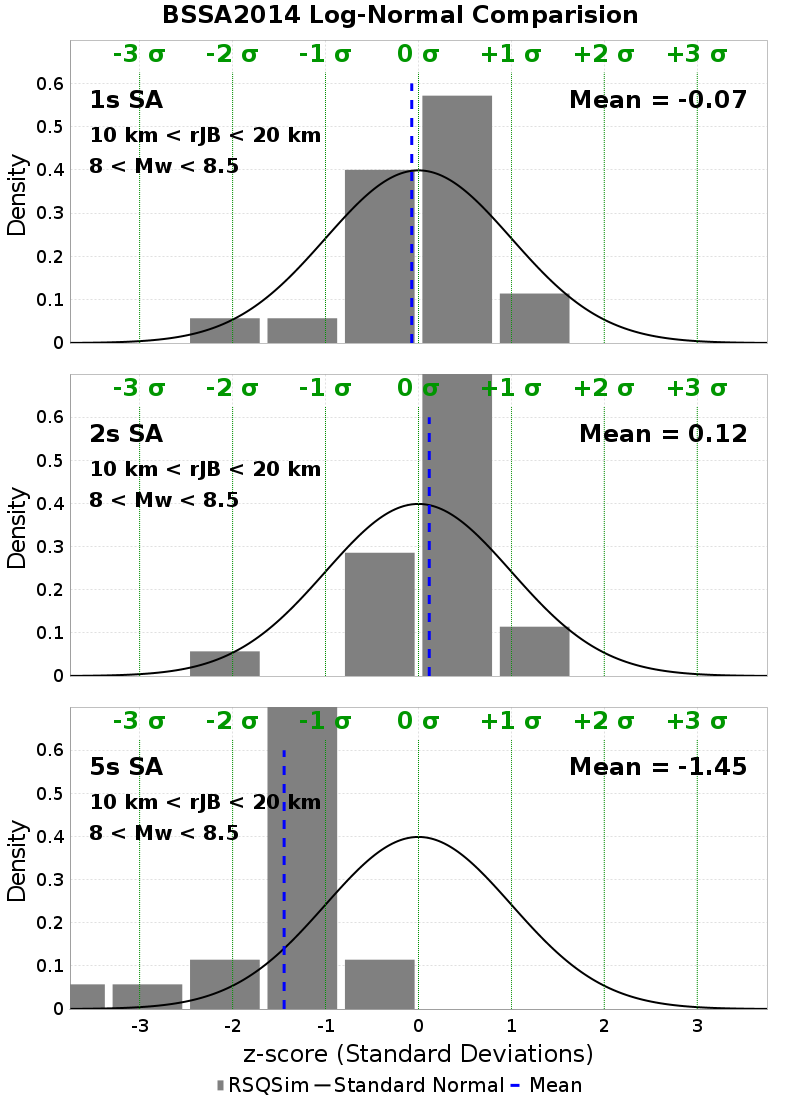 BSSA2014 Log-Normal Comparision
-3 σ -2 σ -1 σ 0 σ +1 σ +2 σ +3 σ
0.6
1s SA Mean = -0.07
0.5
10 km < rJB < 20 km
8 < Mw < 8.5
0.4
Density
0.3
0.2
0.1
0
-3 σ -2 σ -1 σ 0 σ +1 σ +2 σ +3 σ
0.6
2s SA Mean = 0.12
0.5
10 km < rJB < 20 km
8 < Mw < 8.5
0.4
Density
0.3
0.2
0.1
0
-3 σ -2 σ -1 σ 0 σ +1 σ +2 σ +3 σ
0.6
5s SA Mean = -1.45
0.5
10 km < rJB < 20 km
8 < Mw < 8.5
0.4
Density
0.3
0.2
0.1
0
-3 -2 -1 0 1 2 3
z-score (Standard Deviations)
RSQSim Standard Normal Mean